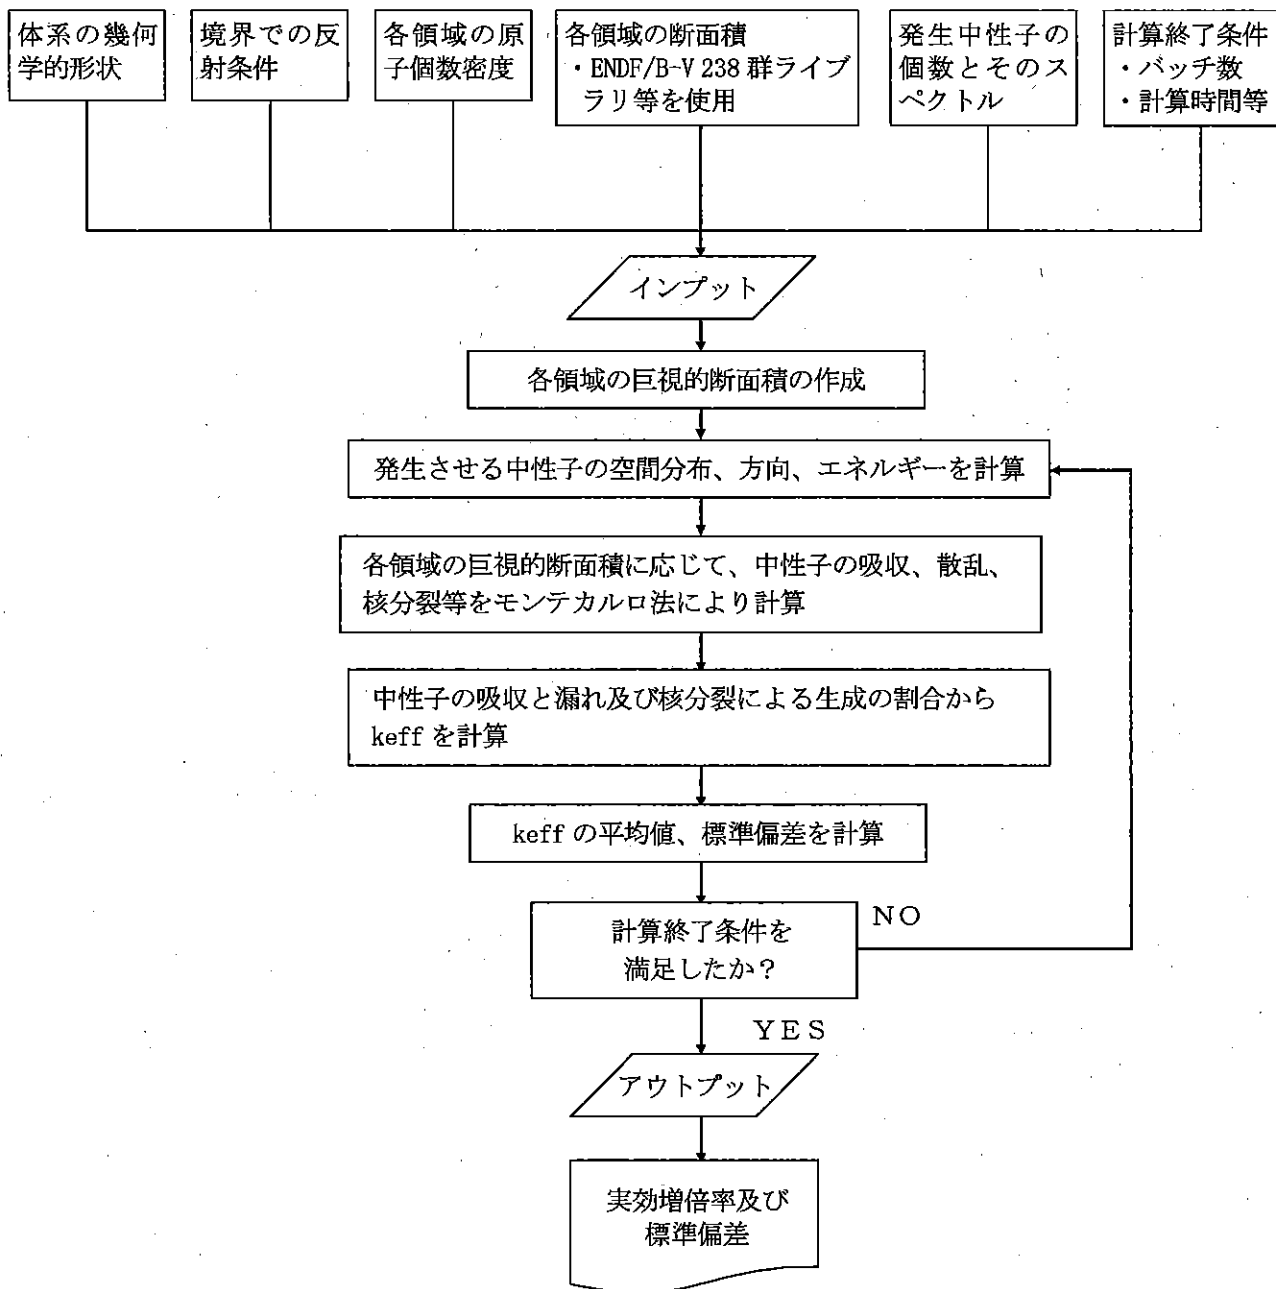 体系の幾何
学的形状
境界での反
射条件
各領域の原
子個数密度
各領域の断面積
・ENDF/B-V 238 群ライブ
ラリ等を使用
発生中性子の
個数とそのス
ペクトル
計算終了条件
・バッチ数
・計算時間等
インプット
各領域の巨視的断面積の作成
発生させる中性子の空間分布、方向、エネルギーを計算
各領域の巨視的断面積に応じて、中性子の吸収、散乱、
核分裂等をモンテカルロ法により計算
中性子の吸収と漏れ及び核分裂による生成の割合から
keff を計算
keff の平均値、標準偏差を計算
計算終了条件を
満足したか？
NO
YES
アウトプット
実効増倍率及び
標準偏差